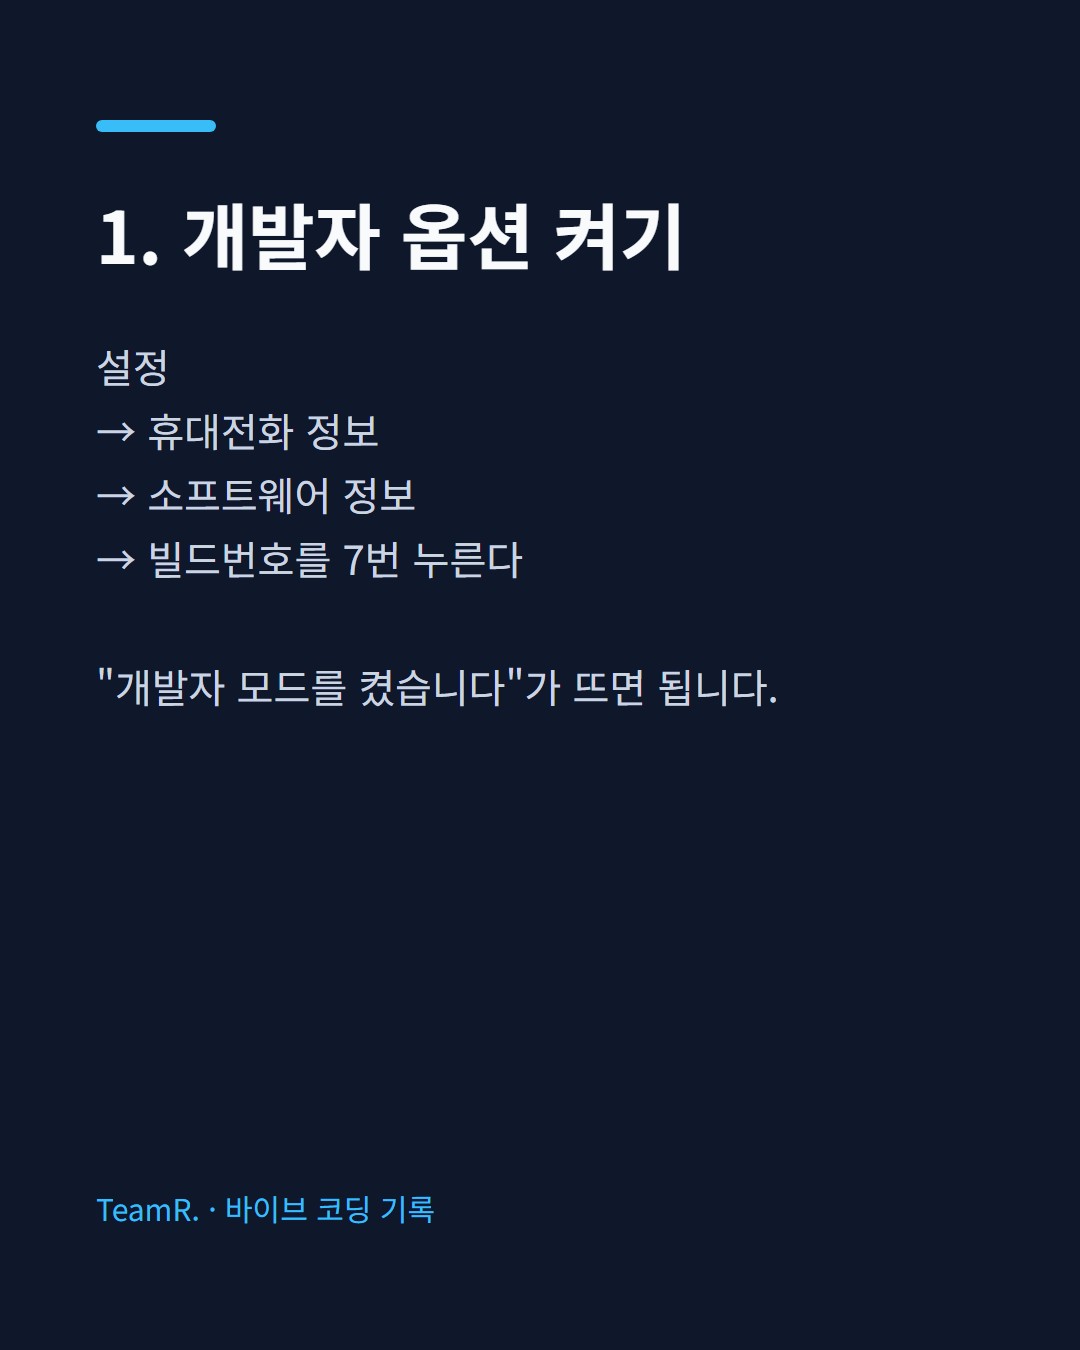 1. 개발자 옵션 켜기
설정
→ 휴대전화 정보
→ 소프트웨어 정보
→ 빌드번호를 7번 누른다
"개발자 모드를 켰습니다"가 뜨면 됩니다.
TeamR. · 바이브 코딩 기록